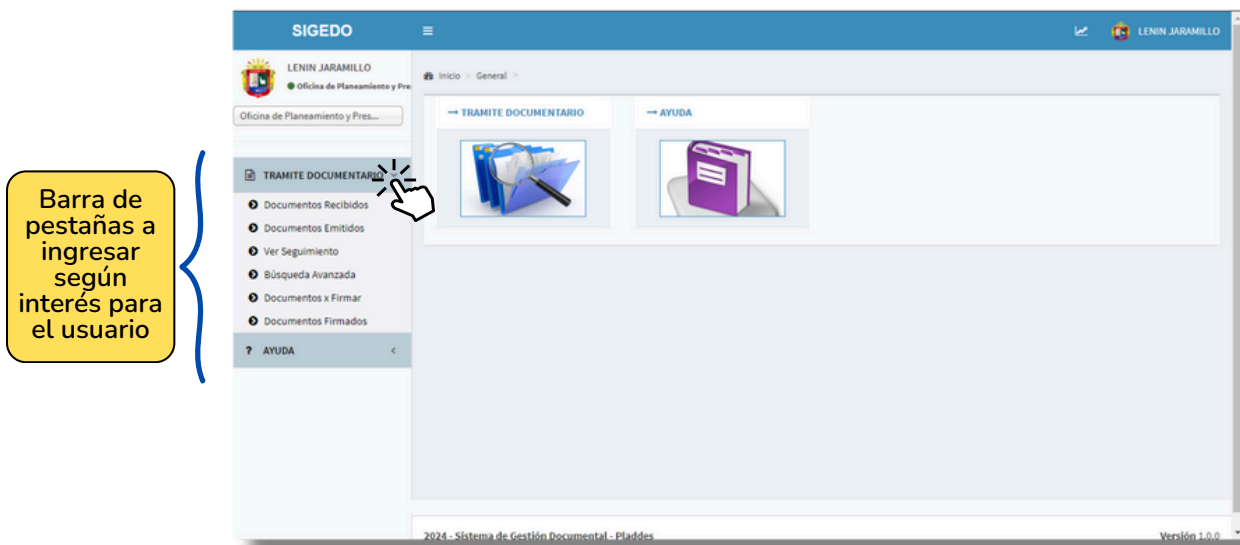 SIGEDO
LENIN JARAMILLO
LENIN JARAMILLO
Oficina de Planeamiento y Pre
Oficina de Planeamiento y Pres...
Inicio > General >
→ TRAMITE DOCUMENTARIO
→ AYUDA
Barra de
pestañas a
ingresar
según
interés para
el usuario
TRAMITE DOCUMENTARIO
Documentos Recibidos
Documentos Emitidos
Ver Seguimiento
Búsqueda Avanzada
Documentos x Firmar
Documentos Firmados
? AYUDA <
2024 - Sistema de Gestión Documental - Pladdes
Versión 1.0.0